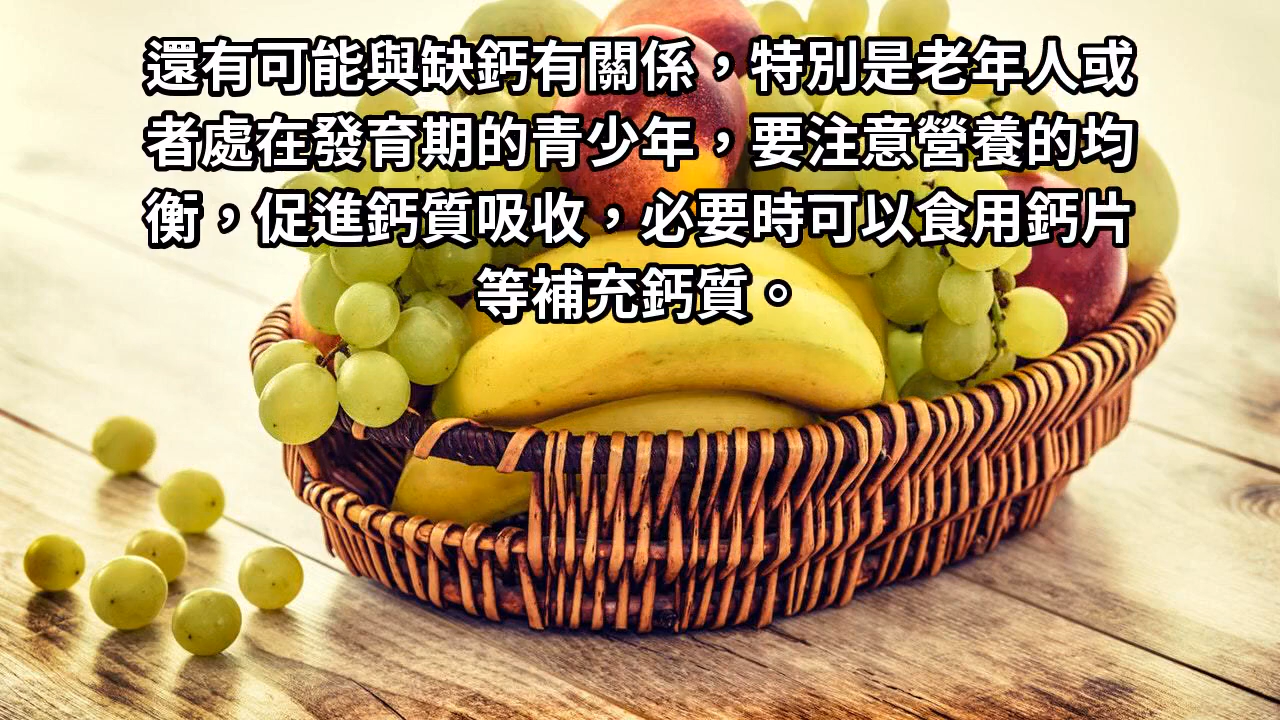 還有可能與缺鈣有關係，特別是老年人或
者處在發育期的青少年，要注意營養的均
衡，促進鈣質吸收，必要時可以食用鈣片
等補充鈣質。